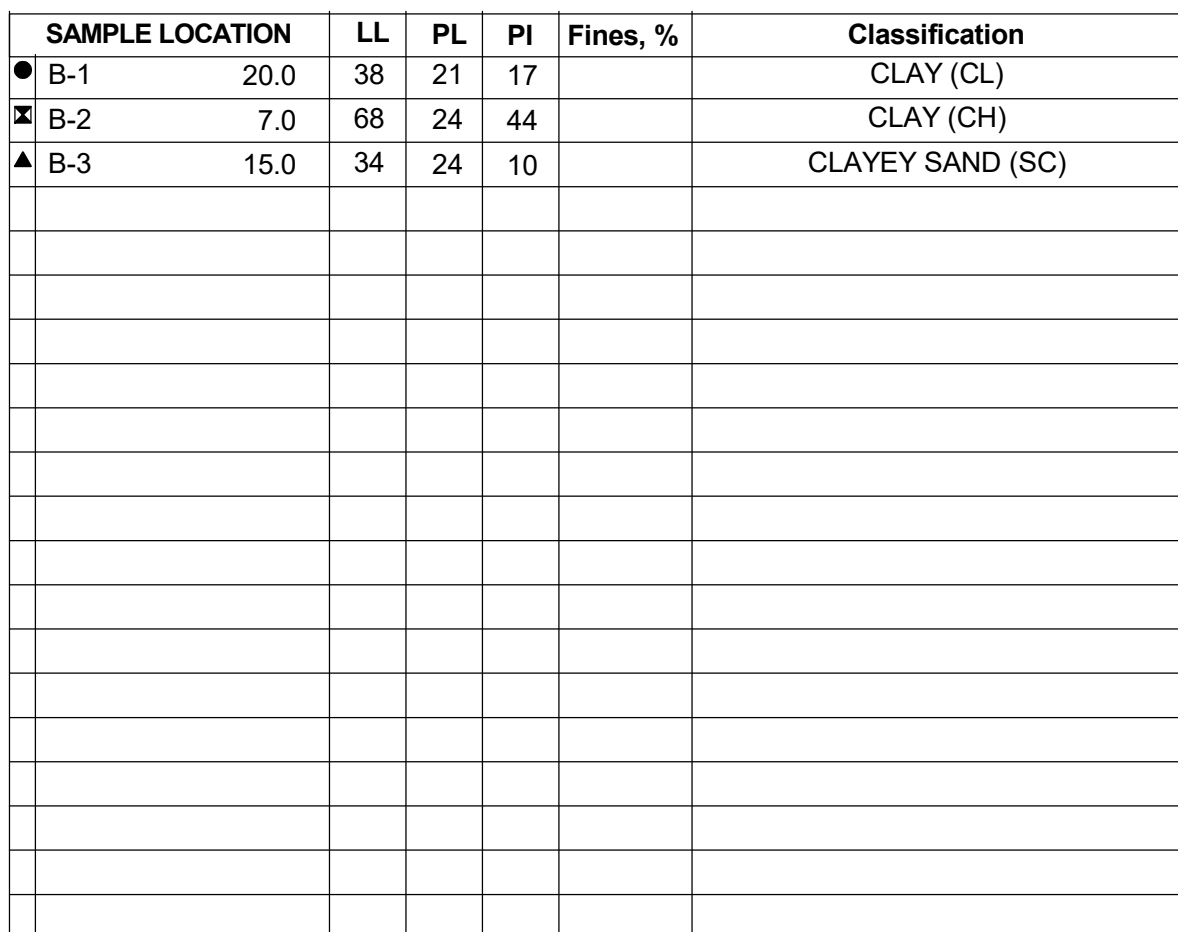 SAMPLE LOCATION LL PL PI Fines, % Classification
B-1 20.0 38 21 17 CLAY (CL)
B-2 7.0 68 24 44 CLAY (CH)
B-3 15.0 34 24 10 CLAYEY SAND (SC)